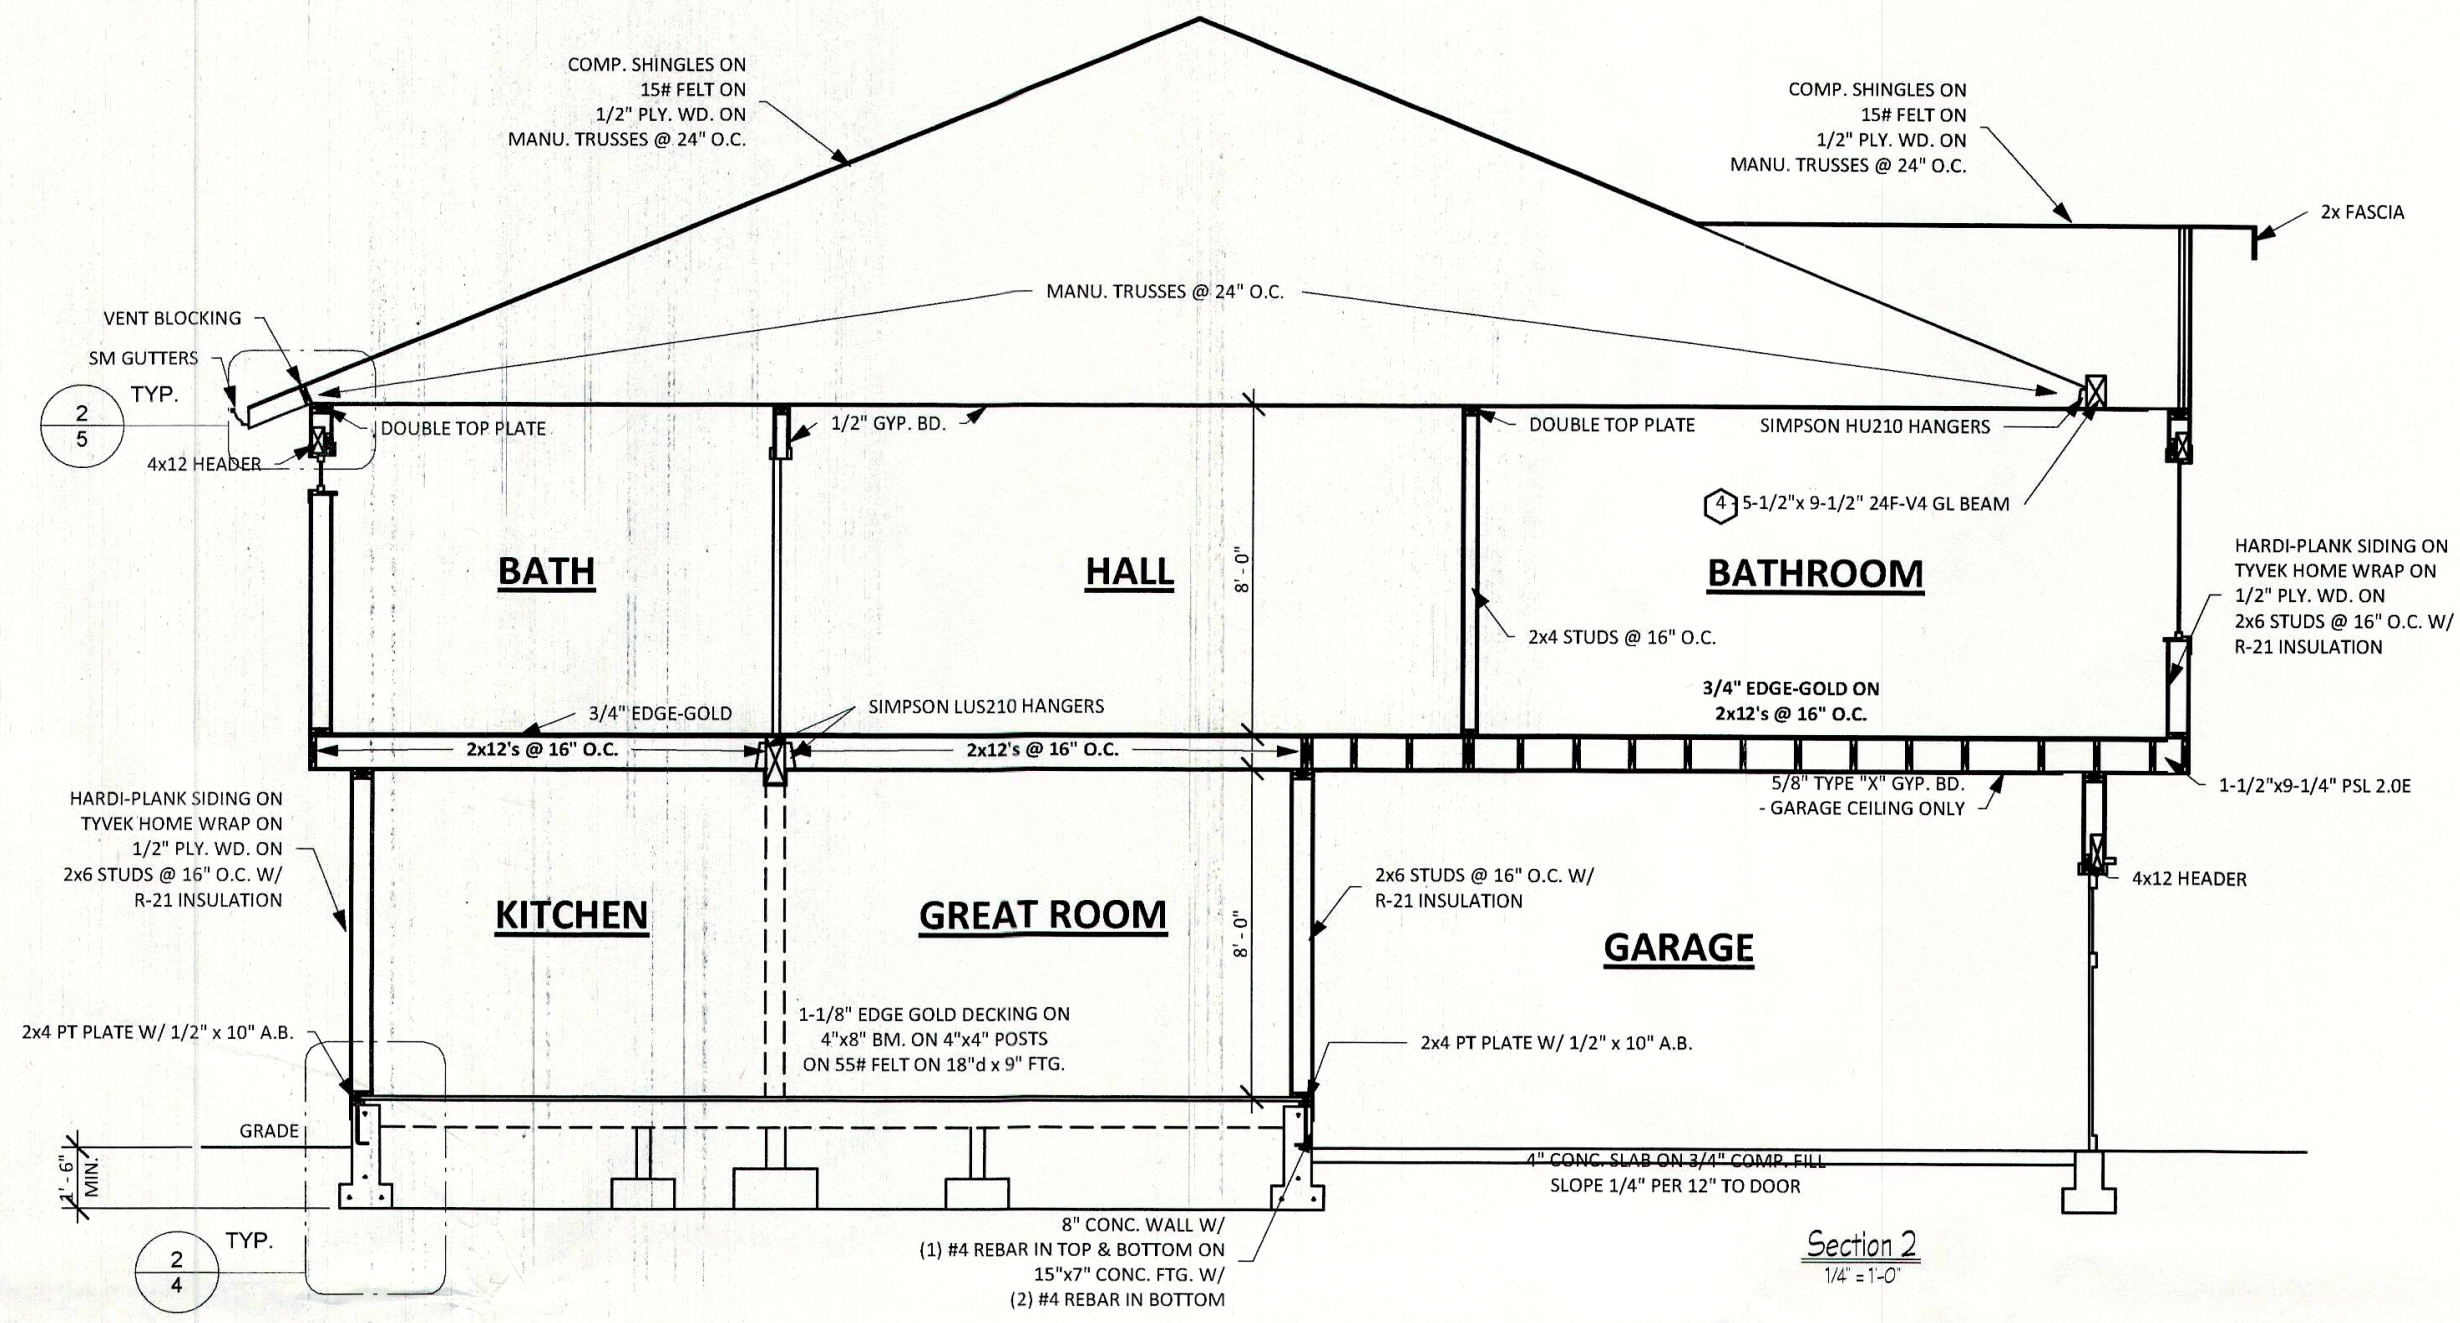 COMP. SHINGLES ON
15# FELT ON
1/2" PLY. WD. ON
MANU. TRUSSES @ 24" O.C.
COMP. SHINGLES ON
15# FELT ON
1/2" PLY. WD. ON
MANU. TRUSSES @ 24" O.C.
2x FASCIA
MANU. TRUSSES @ 24" O.C.
VENT BLOCKING
SM GUTTERS
TYP.
2
5
DOUBLE TOP PLATE
4x12 HEADER
1/2" GYP. BD.
DOUBLE TOP PLATE
SIMPSON HU210 HANGERS
4 - 5-1/2"x 9-1/2" 24F-V4 GL BEAM
BATH
HALL
8' - 0"
BATHROOM
HARDI-PLANK SIDING ON
TYVEK HOME WRAP ON
1/2" PLY. WD. ON
2x6 STUDS @ 16" O.C. W/
R-21 INSULATION
2x4 STUDS @ 16" O.C.
3/4" EDGE-GOLD ON
2x12's @ 16" O.C.
3/4" EDGE-GOLD
SIMPSON LUS210 HANGERS
2x12's @ 16" O.C.
2x12's @ 16" O.C.
5/8" TYPE "X" GYP. BD.
- GARAGE CEILING ONLY
1-1/2"x9-1/4" PSL 2.0E
HARDI-PLANK SIDING ON
TYVEK HOME WRAP ON
1/2" PLY. WD. ON
2x6 STUDS @ 16" O.C. W/
R-21 INSULATION
2x6 STUDS @ 16" O.C. W/
R-21 INSULATION
4x12 HEADER
KITCHEN
GREAT ROOM
8' - 0"
GARAGE
1-1/8" EDGE GOLD DECKING ON
4"x8" BM. ON 4"x4" POSTS
ON 55# FELT ON 18"d x 9" FTG.
2x4 PT PLATE W/ 1/2" x 10" A.B.
2x4 PT PLATE W/ 1/2" x 10" A.B.
GRADE
1' - 6"
MIN.
4" CONC. SLAB ON 3/4" COMP. FILL
SLOPE 1/4" PER 12" TO DOOR
8" CONC. WALL W/
(1) #4 REBAR IN TOP & BOTTOM ON
15"x7" CONC. FTG. W/
(2) #4 REBAR IN BOTTOM
TYP.
2
4
Section 2
1/4" = 1'-0"